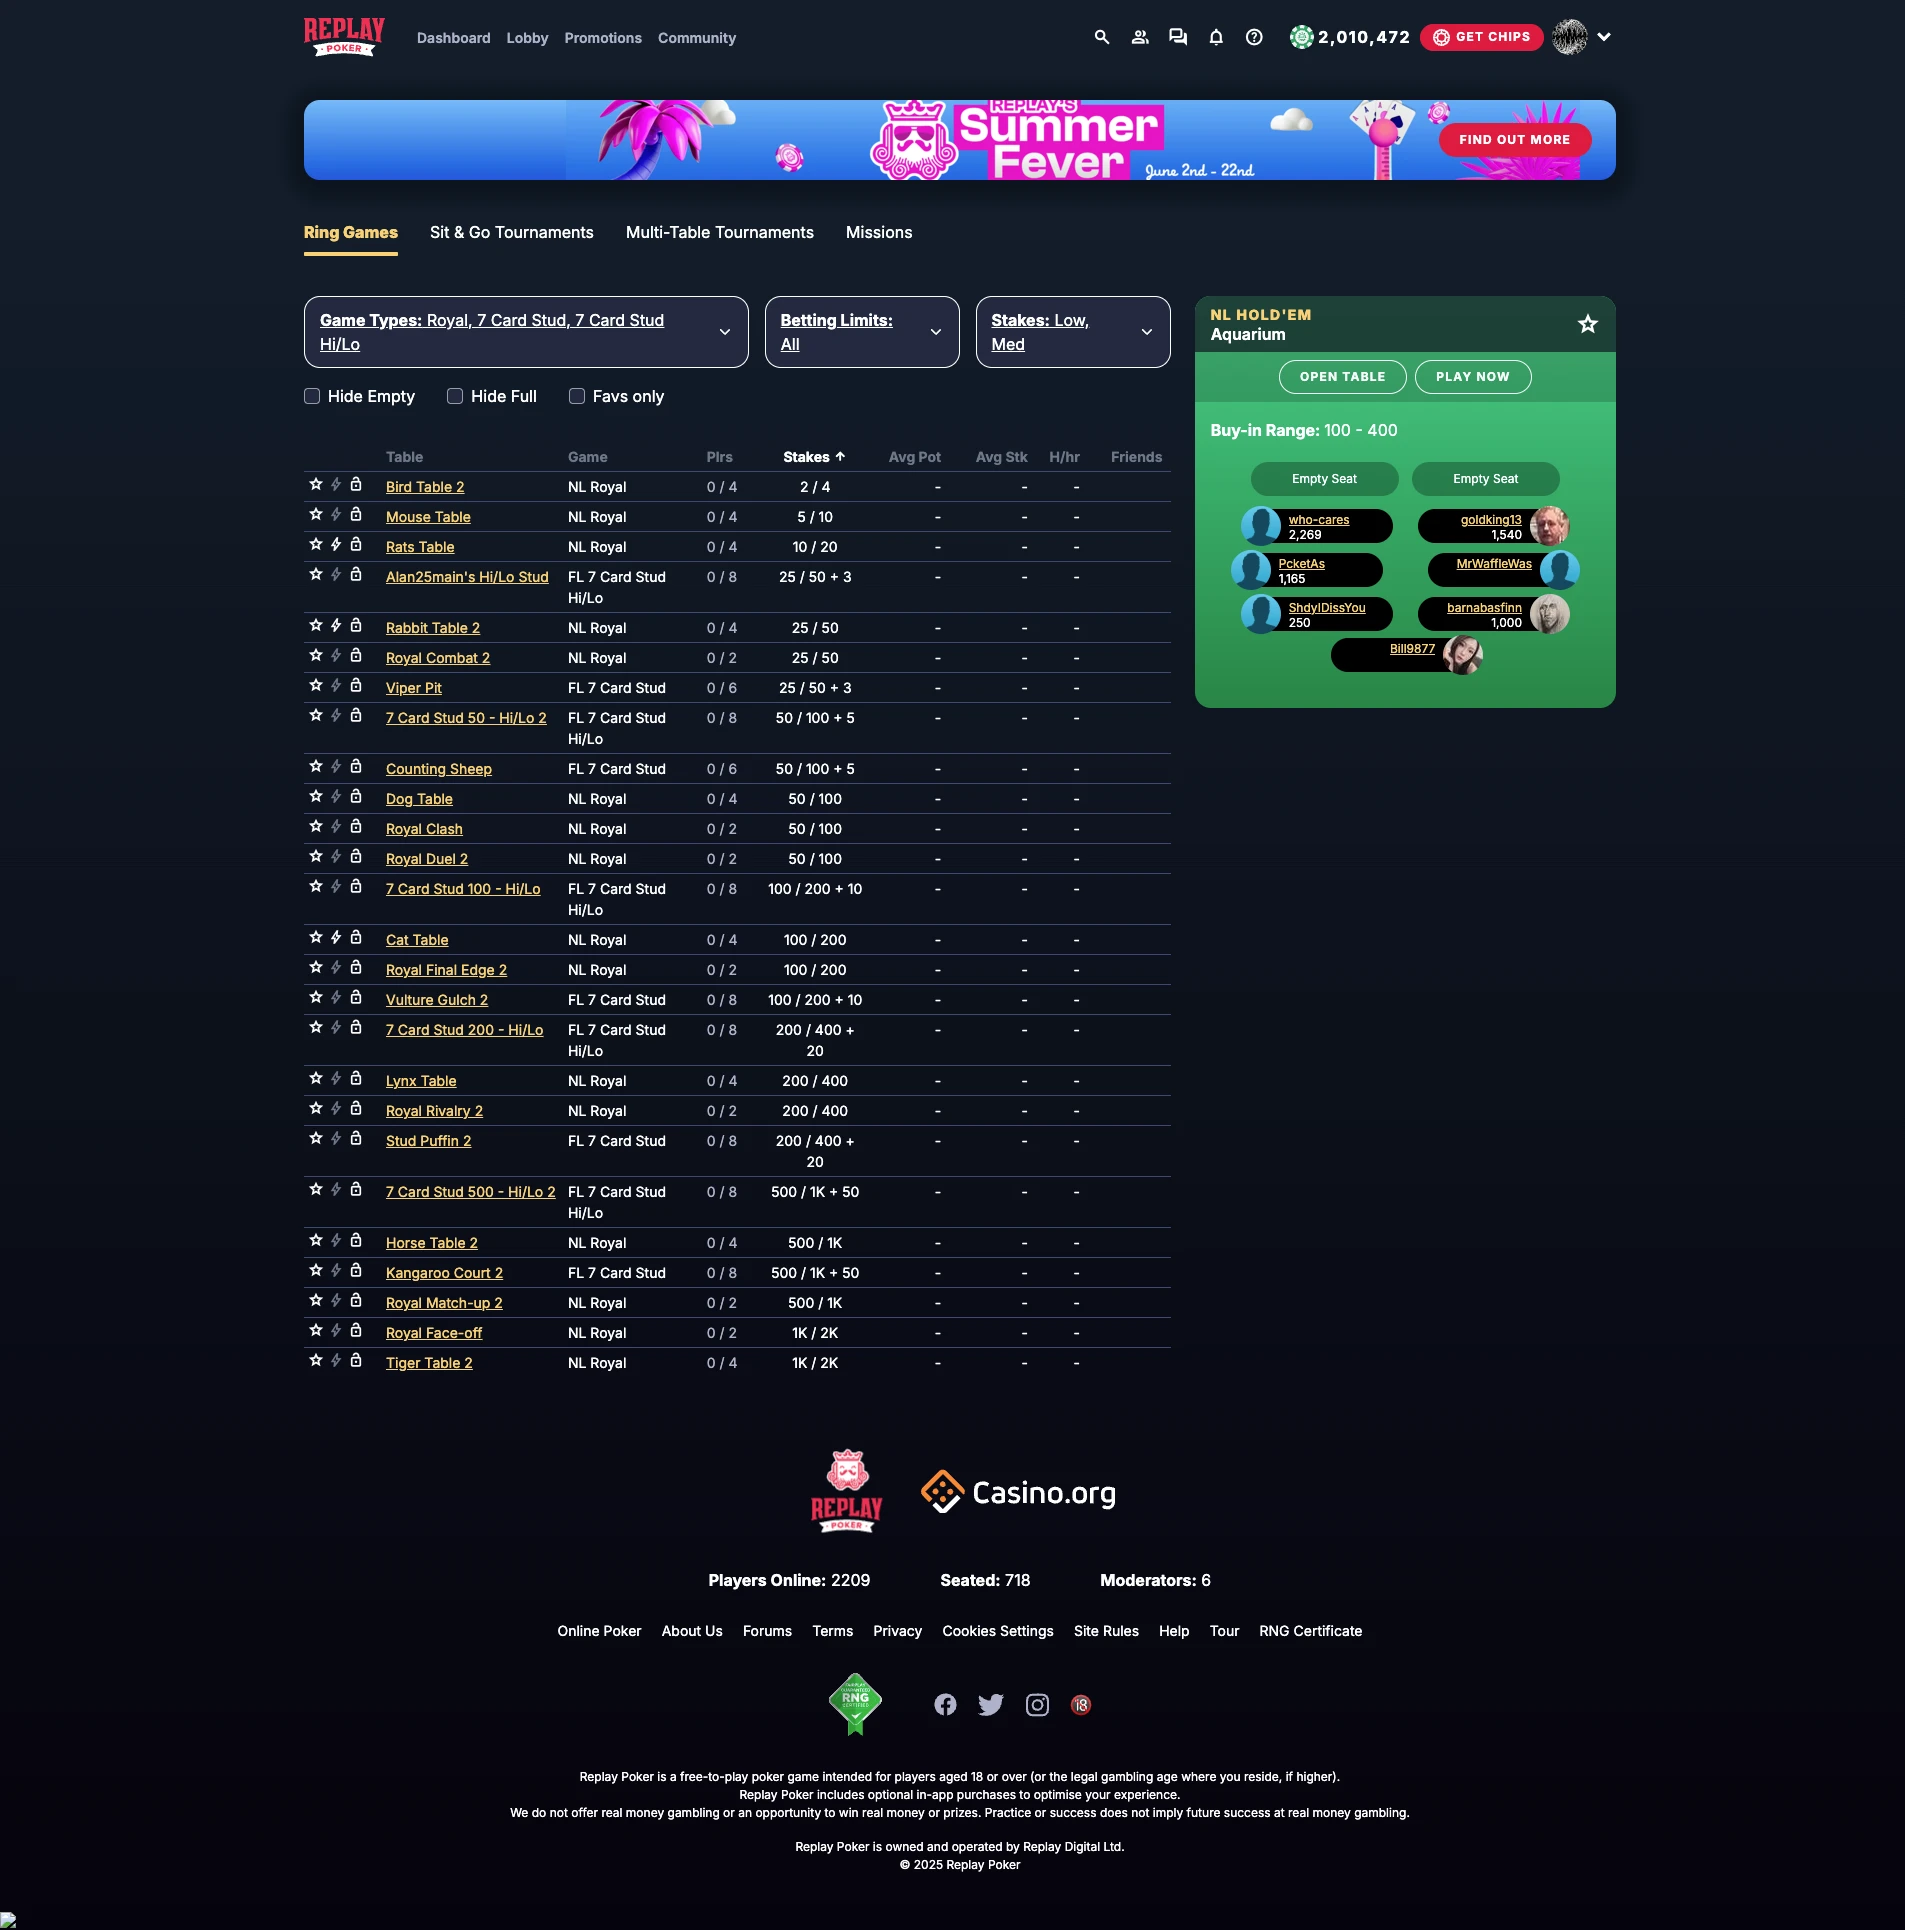 REPLAY
POKER
Dashboard Lobby Promotions Community
2,010,472 GET CHIPS
REPLAY'S
Summer
Fever
June 2nd - 22nd
FIND OUT MORE
Ring Games Sit & Go Tournaments Multi-Table Tournaments Missions
Game Types: Royal, 7 Card Stud, 7 Card Stud
Hi/Lo
Betting Limits:
All
Stakes: Low,
Med
Hide Empty Hide Full Favs only
Table Game Plrs Stakes Avg Pot Avg Stk H/hr Friends
Bird Table 2 NL Royal 0 / 4 2 / 4 - - -
Mouse Table NL Royal 0 / 4 5 / 10 - - -
Rats Table NL Royal 0 / 4 10 / 20 - - -
Alan25main's Hi/Lo Stud FL 7 Card Stud 0 / 8 25 / 50 + 3 - - -
Hi/Lo
Rabbit Table 2 NL Royal 0 / 4 25 / 50 - - -
Royal Combat 2 NL Royal 0 / 2 25 / 50 - - -
Viper Pit FL 7 Card Stud 0 / 6 25 / 50 + 3 - - -
7 Card Stud 50 - Hi/Lo 2 FL 7 Card Stud 0 / 8 50 / 100 + 5 - - -
Hi/Lo
Counting Sheep FL 7 Card Stud 0 / 6 50 / 100 + 5 - - -
Dog Table NL Royal 0 / 4 50 / 100 - - -
Royal Clash NL Royal 0 / 2 50 / 100 - - -
Royal Duel 2 NL Royal 0 / 2 50 / 100 - - -
7 Card Stud 100 - Hi/Lo FL 7 Card Stud 0 / 8 100 / 200 + 10 - - -
Hi/Lo
Cat Table NL Royal 0 / 4 100 / 200 - - -
Royal Final Edge 2 NL Royal 0 / 2 100 / 200 - - -
Vulture Gulch 2 FL 7 Card Stud 0 / 8 100 / 200 + 10 - - -
7 Card Stud 200 - Hi/Lo FL 7 Card Stud 0 / 8 200 / 400 + - - -
Hi/Lo 20
Lynx Table NL Royal 0 / 4 200 / 400 - - -
Royal Rivalry 2 NL Royal 0 / 2 200 / 400 - - -
Stud Puffin 2 FL 7 Card Stud 0 / 8 200 / 400 + - - -
20
7 Card Stud 500 - Hi/Lo 2 FL 7 Card Stud 0 / 8 500 / 1K + 50 - - -
Hi/Lo
Horse Table 2 NL Royal 0 / 4 500 / 1K - - -
Kangaroo Court 2 FL 7 Card Stud 0 / 8 500 / 1K + 50 - - -
Royal Match-up 2 NL Royal 0 / 2 500 / 1K - - -
Royal Face-off NL Royal 0 / 2 1K / 2K - - -
Tiger Table 2 NL Royal 0 / 4 1K / 2K - - -
NL HOLD'EM
Aquarium
OPEN TABLE PLAY NOW
Buy-in Range: 100 - 400
Empty Seat Empty Seat
who-cares goldking13
2,269 1,540
PcketAs MrWaffleWas
1,165
ShdyIDissYou barnabasfinn
250 1,000
Bill9877
REPLAY
POKER
Casino.org
Players Online: 2209 Seated: 718 Moderators: 6
Online Poker About Us Forums Terms Privacy Cookies Settings Site Rules Help Tour RNG Certificate
RNG
18
Replay Poker is a free-to-play poker game intended for players aged 18 or over (or the legal gambling age where you reside, if higher).
Replay Poker includes optional in-app purchases to optimise your experience.
We do not offer real money gambling or an opportunity to win real money or prizes. Practice or success does not imply future success at real money gambling.
Replay Poker is owned and operated by Replay Digital Ltd.
© 2025 Replay Poker